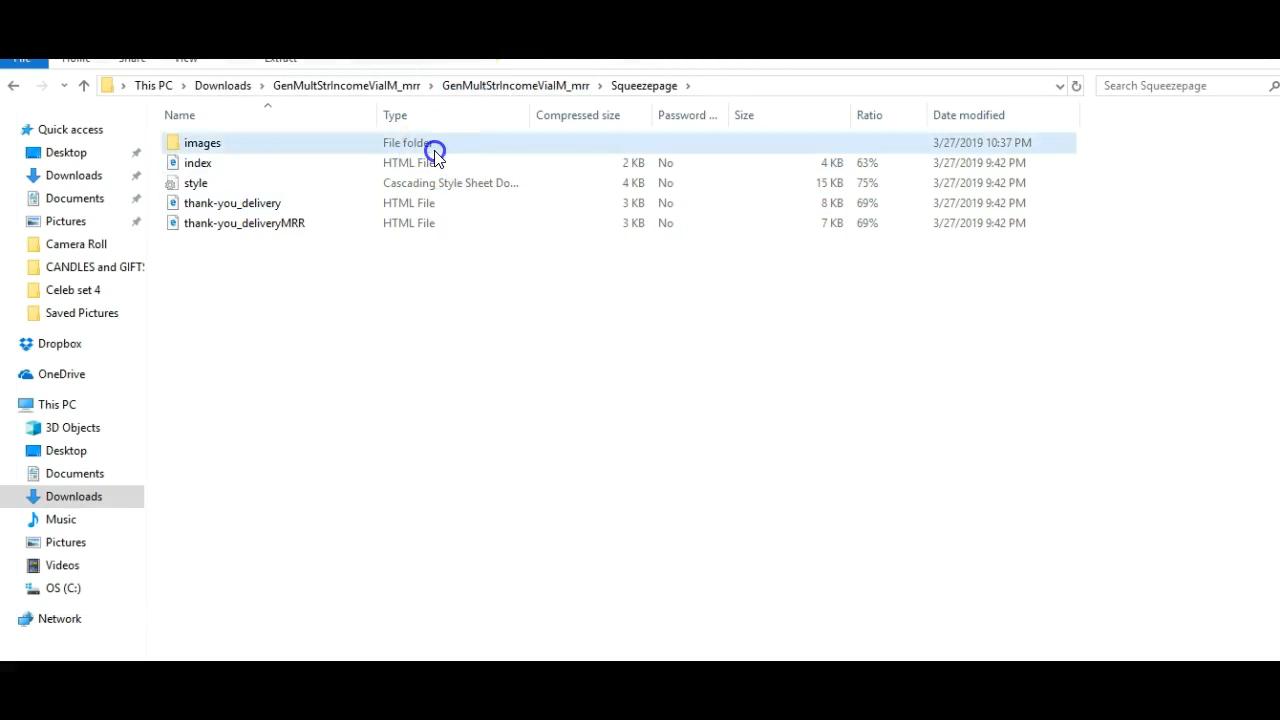 File Home Share View Extract
This PC Downloads GenMultStrIncomeViaIM_mrr GenMultStrIncomeViaIM_mrr Squeezepage Search Squeezepage
Name Type Compressed size Password ... Size Ratio Date modified
images File folder 3/27/2019 10:37 PM
index HTML File 2 KB No 4 KB 63% 3/27/2019 9:42 PM
style Cascading Style Sheet Do... 4 KB No 15 KB 75% 3/27/2019 9:42 PM
thank-you_delivery HTML File 3 KB No 8 KB 69% 3/27/2019 9:42 PM
thank-you_deliveryMRR HTML File 3 KB No 7 KB 69% 3/27/2019 9:42 PM
Quick access
Desktop
Downloads
Documents
Pictures
Camera Roll
CANDLES and GIFTS
Celeb set 4
Saved Pictures
Dropbox
OneDrive
This PC
3D Objects
Desktop
Documents
Downloads
Music
Pictures
Videos
OS (C:)
Network